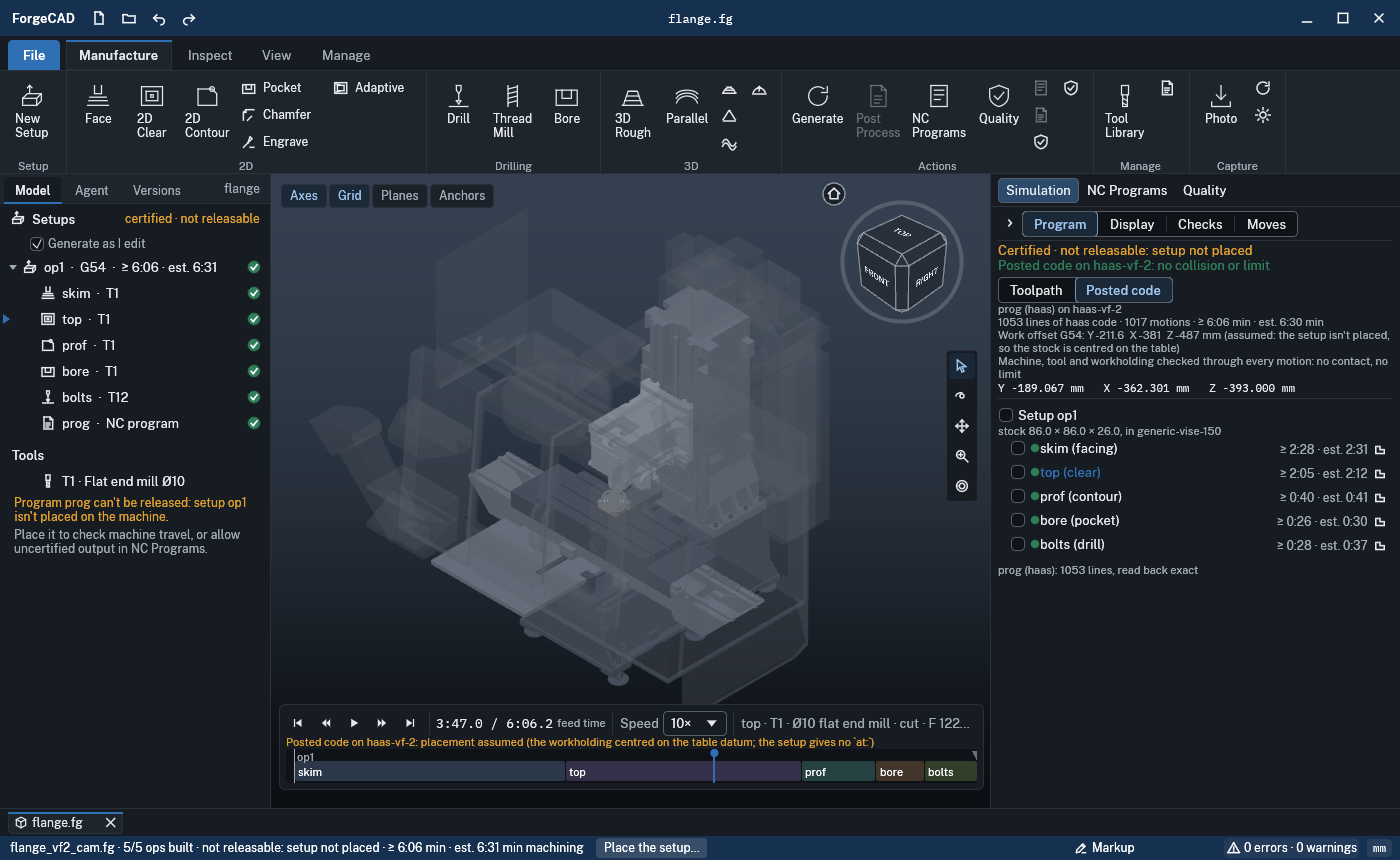 ForgeCAD
flange.fg
File
Manufacture
Inspect
View
Manage
New Setup
Setup
Face
2D Clear
2D Contour
Pocket
Chamfer
Engrave
Adaptive
2D
Drill
Thread Mill
Bore
Drilling
3D Rough
Parallel
3D
Generate
Post Process
NC Programs
Quality
Actions
Tool Library
Manage
Photo
Capture
Model
Agent
Versions
flange
Setups
certified · not releasable
Generate as I edit
op1 · G54 · ≥ 6:06 · est. 6:31
skim · T1
top · T1
prof · T1
bore · T1
bolts · T12
prog · NC program
Tools
T1 · Flat end mill Ø10
Program prog can't be released: setup op1
isn't placed on the machine.
Place it to check machine travel, or allow
uncertified output in NC Programs.
Axes
Grid
Planes
Anchors
TOP
FRONT
RIGHT
3:47.0 / 6:06.2 feed time
Speed
10×
top · T1 · Ø10 flat end mill · cut · F 122...
Posted code on haas-vf-2: placement assumed (the workholding centred on the table datum; the setup gives no `at:`)
op1
skim
top
prof
bore
bolts
Simulation
NC Programs
Quality
Program
Display
Checks
Moves
Certified · not releasable: setup not placed
Posted code on haas-vf-2: no collision or limit
Toolpath
Posted code
prog (haas) on haas-vf-2
1053 lines of haas code · 1017 motions · ≥ 6:06 min · est. 6:30 min
Work offset G54: Y -211.6 X -381 Z -487 mm (assumed: the setup isn't placed,
so the stock is centred on the table)
Machine, tool and workholding checked through every motion: no contact, no
limit
Y -189.067 mm X -362.301 mm Z -393.000 mm
Setup op1
stock 86.0 × 86.0 × 26.0, in generic-vise-150
skim (facing) ≥ 2:28 · est. 2:31
top (clear) ≥ 2:05 · est. 2:12
prof (contour) ≥ 0:40 · est. 0:41
bore (pocket) ≥ 0:26 · est. 0:30
bolts (drill) ≥ 0:28 · est. 0:37
prog (haas): 1053 lines, read back exact
flange.fg
flange_vf2_cam.fg · 5/5 ops built · not releasable: setup not placed · ≥ 6:06 min · est. 6:31 min machining
Place the setup...
Markup
0 errors · 0 warnings
mm